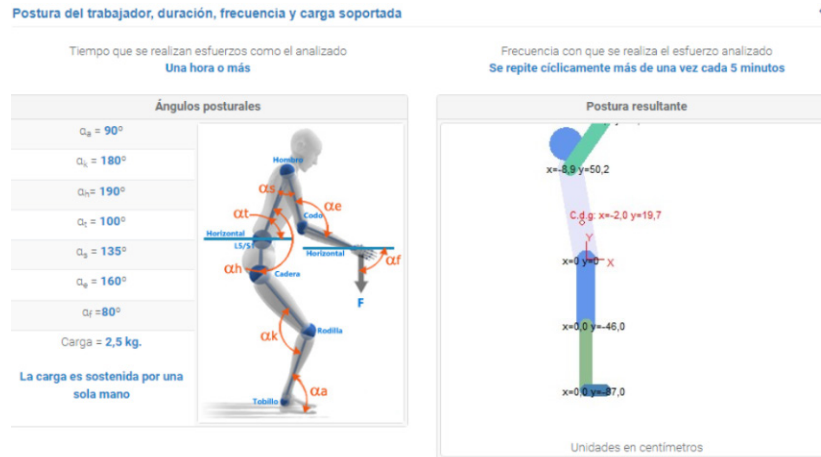 Postura del trabajador, duración, frecuencia y carga soportada
Tiempo que se realizan esfuerzos como el analizado
Una hora o más
Frecuencia con que se realiza el esfuerzo analizado
Se repite cíclicamente más de una vez cada 5 minutos
Ángulos posturales
αa = 90º
αk = 180º
αh= 190º
αt = 100º
αs = 135º
αe = 160º
αf =80º
Carga = 2,5 kg.
La carga es sostenida por una
sola mano
Hombro
αs
αe
αt
Codo
Horizontal
L5/S1
Horizontal
αf
αh
Cadera
F
αk
Rodilla
αa
Tobillo
Postura resultante
x=-8,9 y=50,2
C.d.g: x=-2,0 y=19,7
Y
x=0 y=0
X
x=0,0 y=-46,0
x=0,0 y=-87,0
Unidades en centímetros